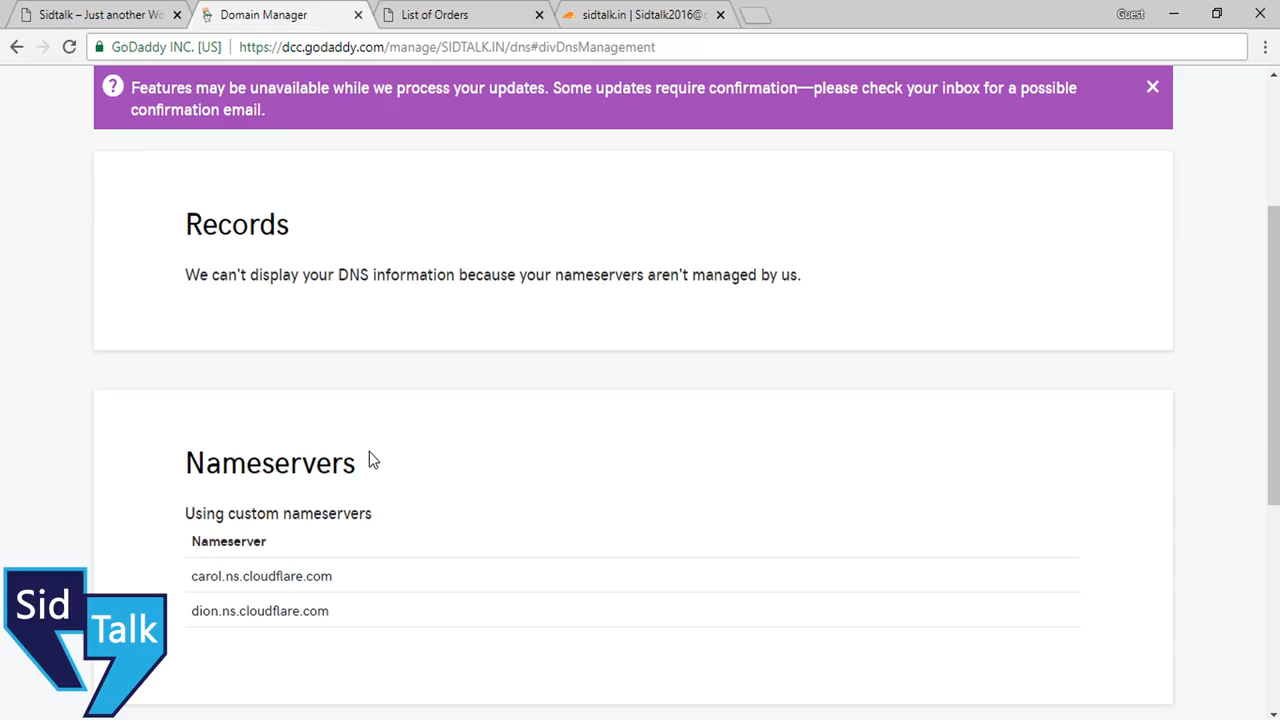 Sidtalk – Just another Wo
Domain Manager
List of Orders
sidtalk.in | Sidtalk2016@g
Guest
GoDaddy INC. [US]
https://dcc.godaddy.com/manage/SIDTALK.IN/dns#divDnsManagement
Features may be unavailable while we process your updates. Some updates require confirmation—please check your inbox for a possible
confirmation email.
Records
We can't display your DNS information because your nameservers aren't managed by us.
Nameservers
Using custom nameservers
Nameserver
carol.ns.cloudflare.com
dion.ns.cloudflare.com
Sid
Talk